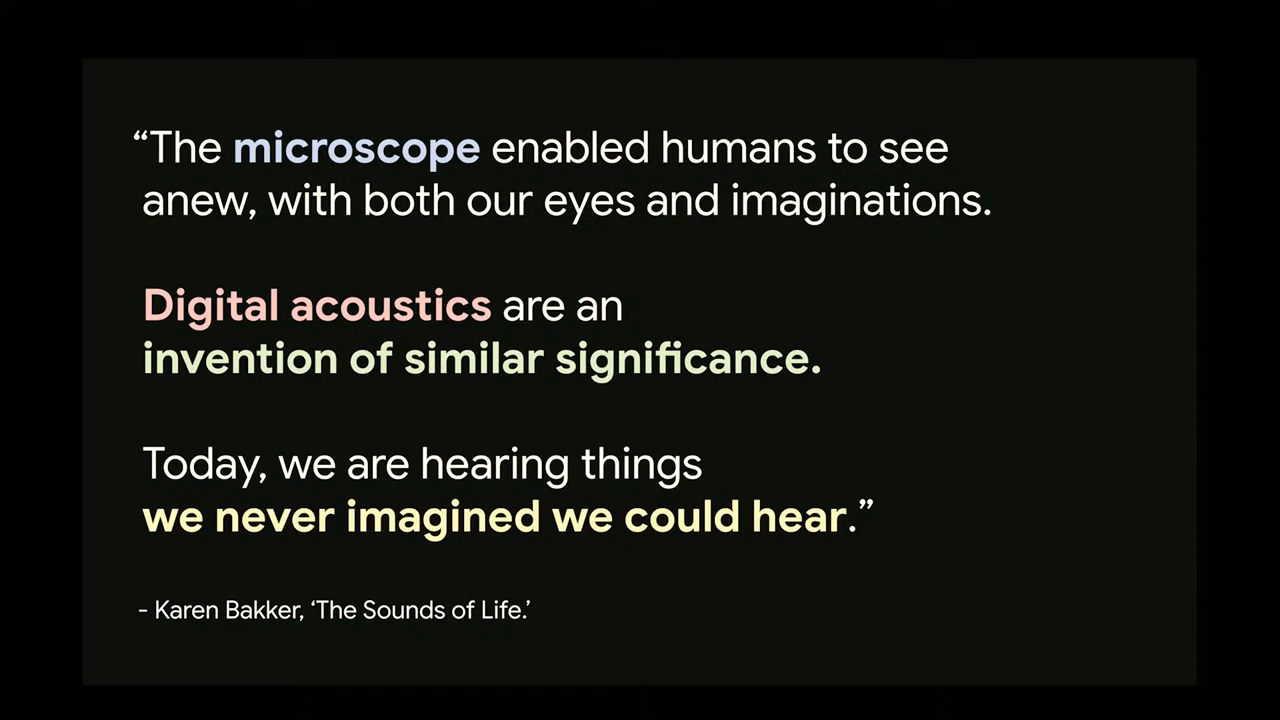 “The microscope enabled humans to see
anew, with both our eyes and imaginations.
Digital acoustics are an
invention of similar significance.
Today, we are hearing things
we never imagined we could hear.”
- Karen Bakker, ‘The Sounds of Life.’